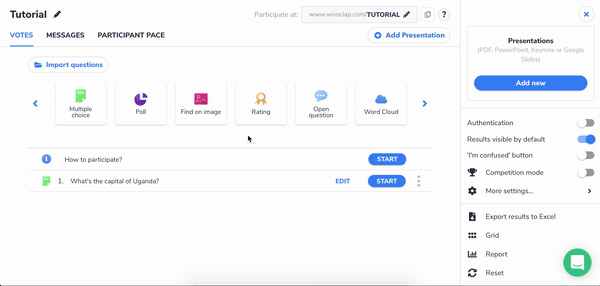 Tutorial
Participate at: www.wooclap.com/TUTORIAL
?
VOTES MESSAGES PARTICIPANT PACE
Add Presentation
Import questions
Multiple choice
Poll
Find on image
Rating
Open question
Word Cloud
How to participate? START
1. What's the capital of Uganda? EDIT START
Presentations
(PDF, PowerPoint, Keynote or Google
Slides)
Add new
Authentication
Results visible by default
'I'm confused' button
Competition mode
More settings...
Export results to Excel
Grid
Report
Reset